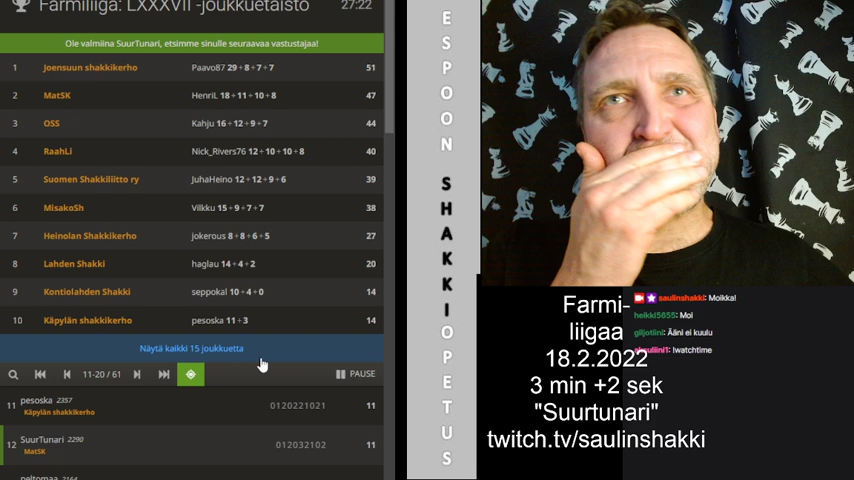 Farmiliiga: LXXXVII -joukkuetaisto 27:22
Ole valmiina SuurTunari, etsimme sinulle seuraavaa vastustajaa!
1 Joensuun shakkikerho Paavo87 29+8+7+7 51
2 MatSK HenriL 18+11+10+8 47
3 OSS Kahju 16+12+9+7 44
4 RaahLi Nick_Rivers76 12+10+10+8 40
5 Suomen Shakkiliitto ry JuhaHeino 12+12+9+6 39
6 MisakoSh Vilkku 15+9+7+7 38
7 Heinolan Shakkikerho jokerous 8+8+6+5 27
8 Lahden Shakki haglau 14+4+2 20
9 Kontiolahden Shakki seppokal 10+4+0 14
10 Käpylän shakkikerho pesoska 11+3 14
Näytä kaikki 15 joukkuetta
11-20 / 61 PAUSE
11 pesoska 2357 0120221021 11
Käpylän shakkikerho
12 SuurTunari 2290 012032102 11
MatSK
peltomaa 2164
ESPOON SHAKKIOPETUS
Farmi-
liigaa
18.2.2022
3 min +2 sek
"Suurtunari"
twitch.tv/saulinshakki
saulinshakki: Moikka!
heikki5655: Moi
giljotiini: Ääni ei kuulu
!watchtime